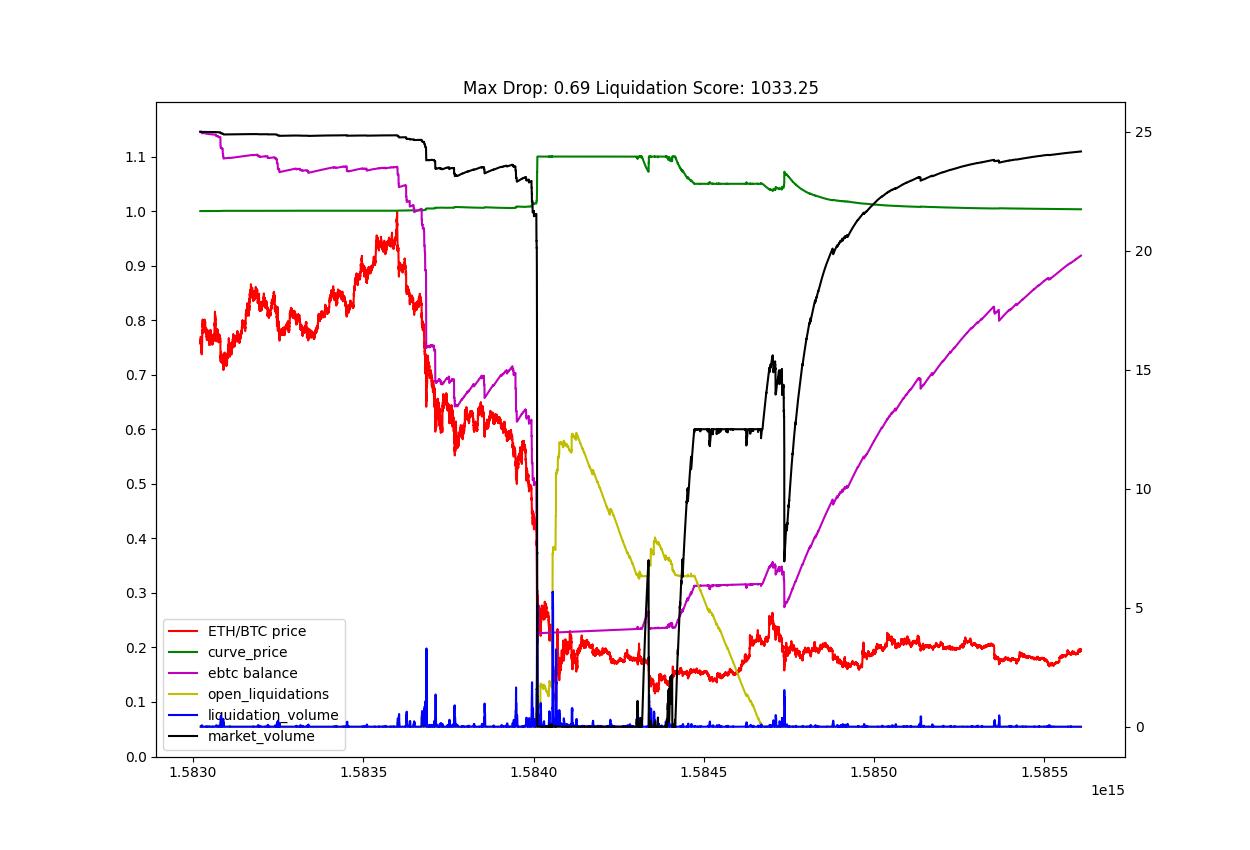 Max Drop: 0.69 Liquidation Score: 1033.25
1.1
1.0
0.9
0.8
0.7
0.6
0.5
0.4
0.3
0.2
0.1
0.0
25
20
15
10
5
0
ETH/BTC price
curve_price
ebtc balance
open_liquidations
liquidation_volume
market_volume
1.5830 1.5835 1.5840 1.5845 1.5850 1.5855
1e15